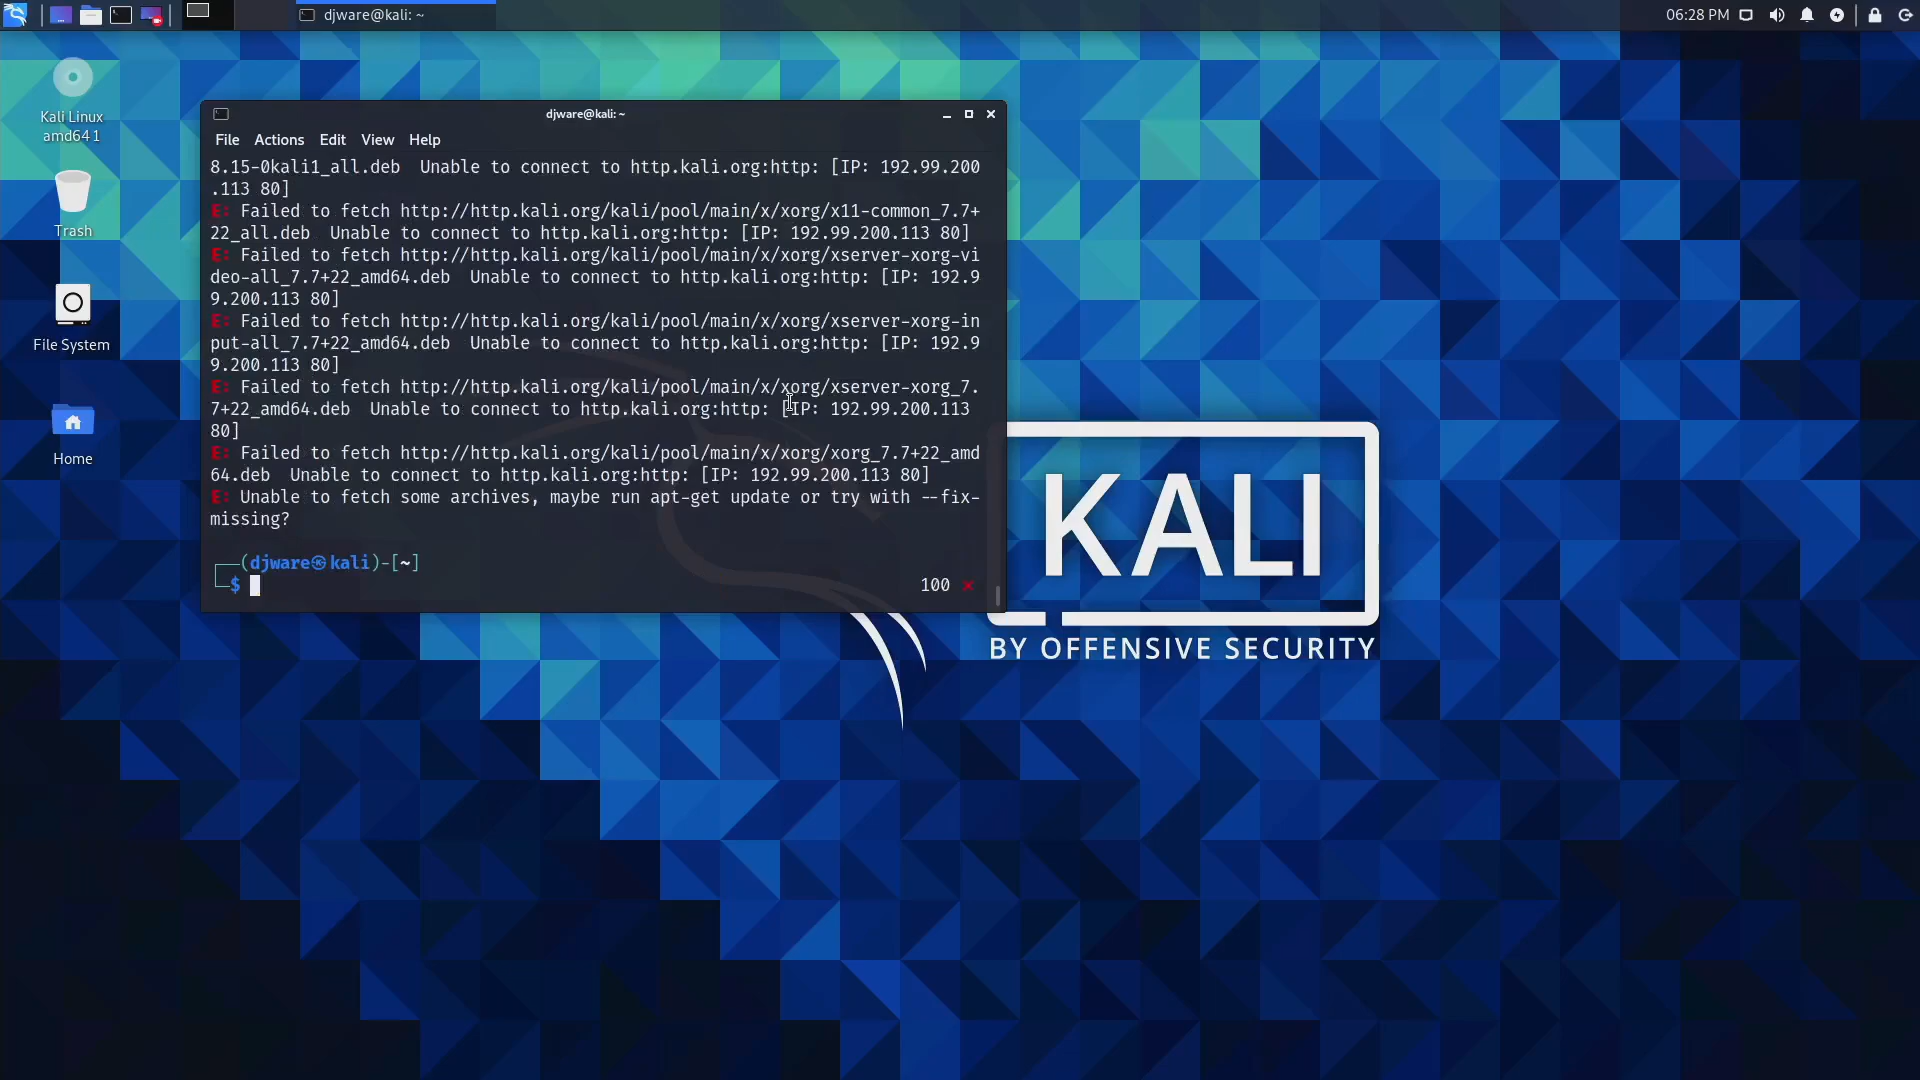 djware@kali: ~
06:28 PM
Kali Linux
amd64 1
Trash
File System
Home
djware@kali: ~
File Actions Edit View Help
8.15-0kali1_all.deb  Unable to connect to http.kali.org:http: [IP: 192.99.200
.113 80]
E: Failed to fetch http://http.kali.org/kali/pool/main/x/xorg/x11-common_7.7+
22_all.deb  Unable to connect to http.kali.org:http: [IP: 192.99.200.113 80]
E: Failed to fetch http://http.kali.org/kali/pool/main/x/xorg/xserver-xorg-vi
deo-all_7.7+22_amd64.deb  Unable to connect to http.kali.org:http: [IP: 192.9
9.200.113 80]
E: Failed to fetch http://http.kali.org/kali/pool/main/x/xorg/xserver-xorg-in
put-all_7.7+22_amd64.deb  Unable to connect to http.kali.org:http: [IP: 192.9
9.200.113 80]
E: Failed to fetch http://http.kali.org/kali/pool/main/x/xorg/xserver-xorg_7.
7+22_amd64.deb  Unable to connect to http.kali.org:http: [IP: 192.99.200.113
80]
E: Failed to fetch http://http.kali.org/kali/pool/main/x/xorg/xorg_7.7+22_amd
64.deb  Unable to connect to http.kali.org:http: [IP: 192.99.200.113 80]
E: Unable to fetch some archives, maybe run apt-get update or try with --fix-
missing?
┌──(djware㉿kali)-[~]
└─$ 100 ⨯
KALI
BY OFFENSIVE SECURITY